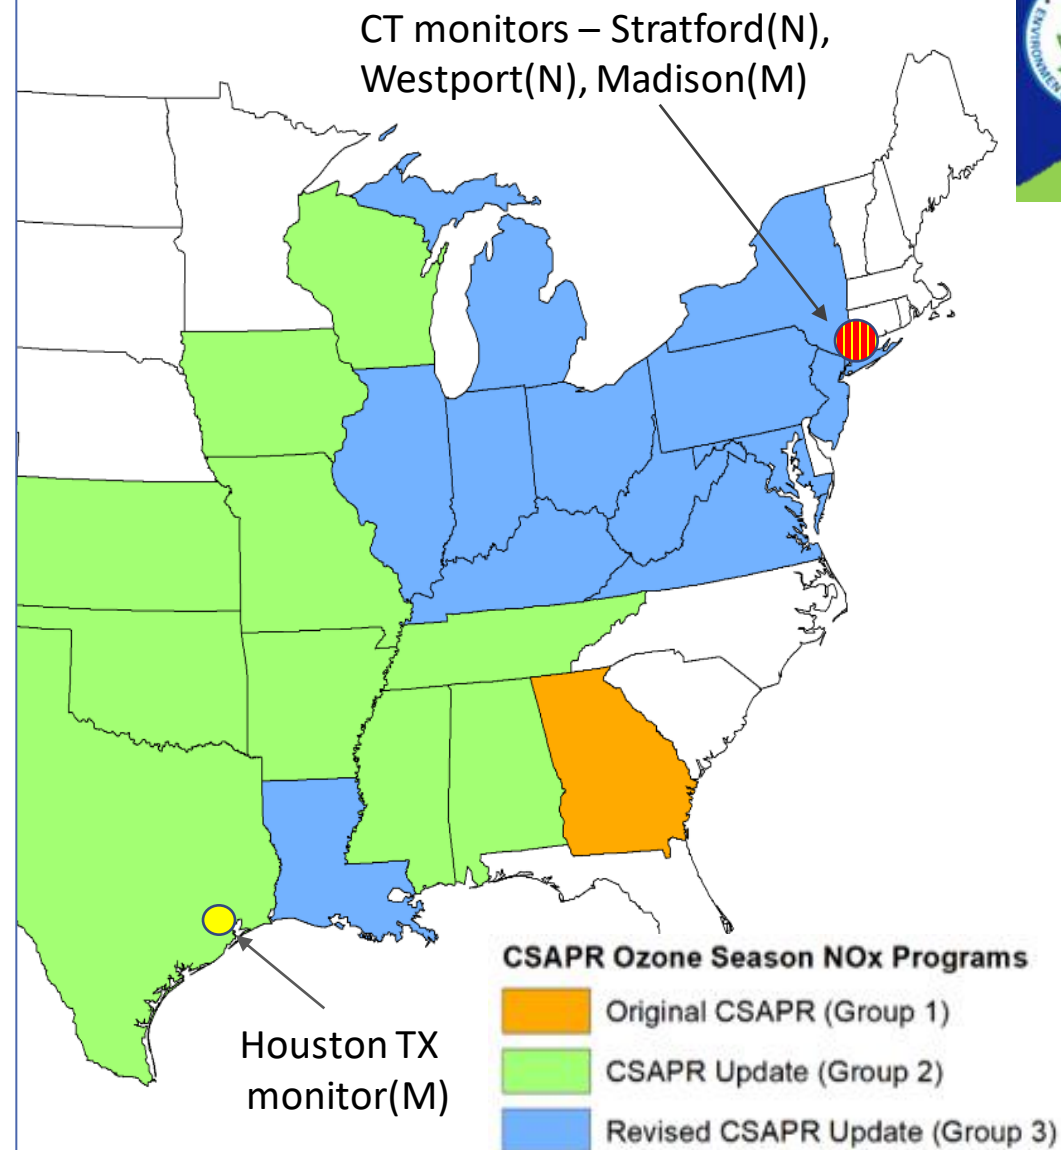 CT monitors – Stratford(N),
Westport(N), Madison(M)
ENVIRONMEN
Houston TX
monitor(M)
CSAPR Ozone Season NOx Programs
Original CSAPR (Group 1)
CSAPR Update (Group 2)
Revised CSAPR Update (Group 3)